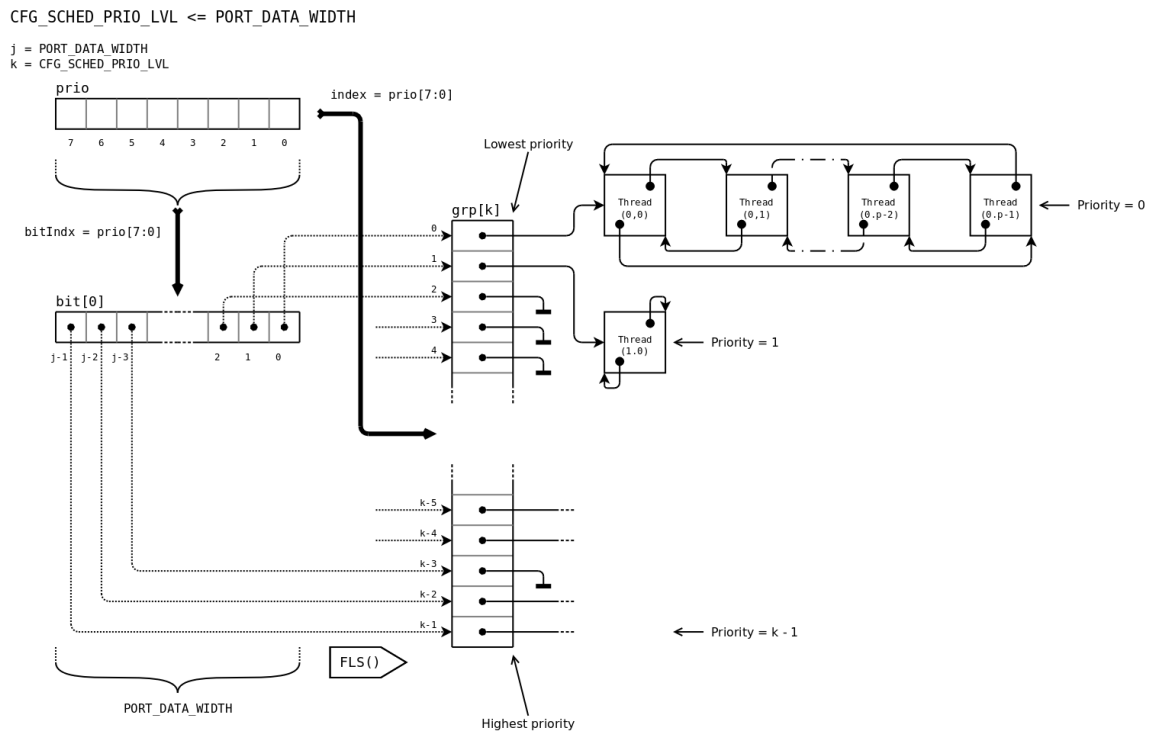 CFG_SCHED_PRIO_LVL <= PORT_DATA_WIDTH
j = PORT_DATA_WIDTH
k = CFG_SCHED_PRIO_LVL
prio
index = prio[7:0]
7 6 5 4 3 2 1 0
Lowest priority
bitIndx = prio[7:0]
grp[k]
Thread
(0,0)
Thread
(0,1)
Thread
(0.p-2)
Thread
(0.p-1)
Priority = 0
0
1
2
3
4
bit[0]
j-1 j-2 j-3 2 1 0
Thread
(1.0)
Priority = 1
k-5
k-4
k-3
k-2
k-1
Priority = k - 1
FLS()
PORT_DATA_WIDTH
Highest priority